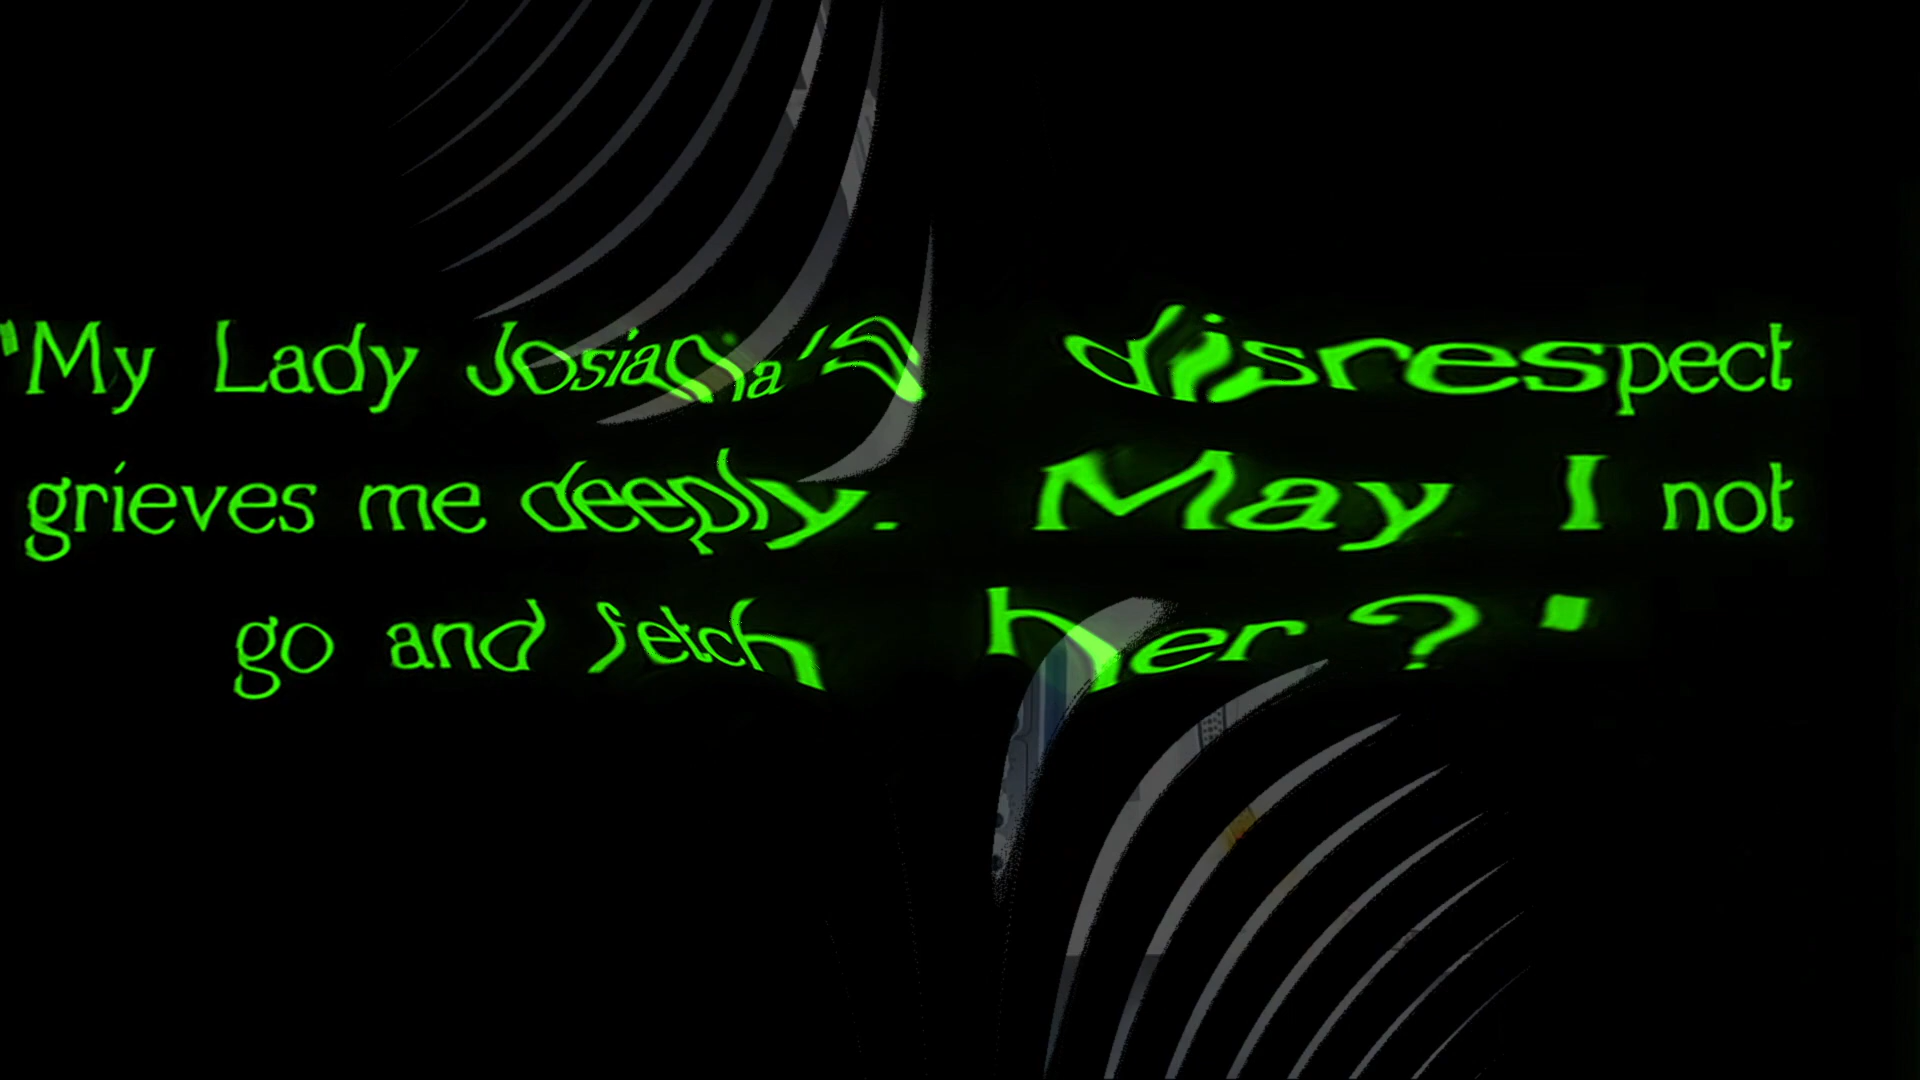 "My Lady Josiana's disrespect
grieves me deeply. May I not
go and fetch her?"